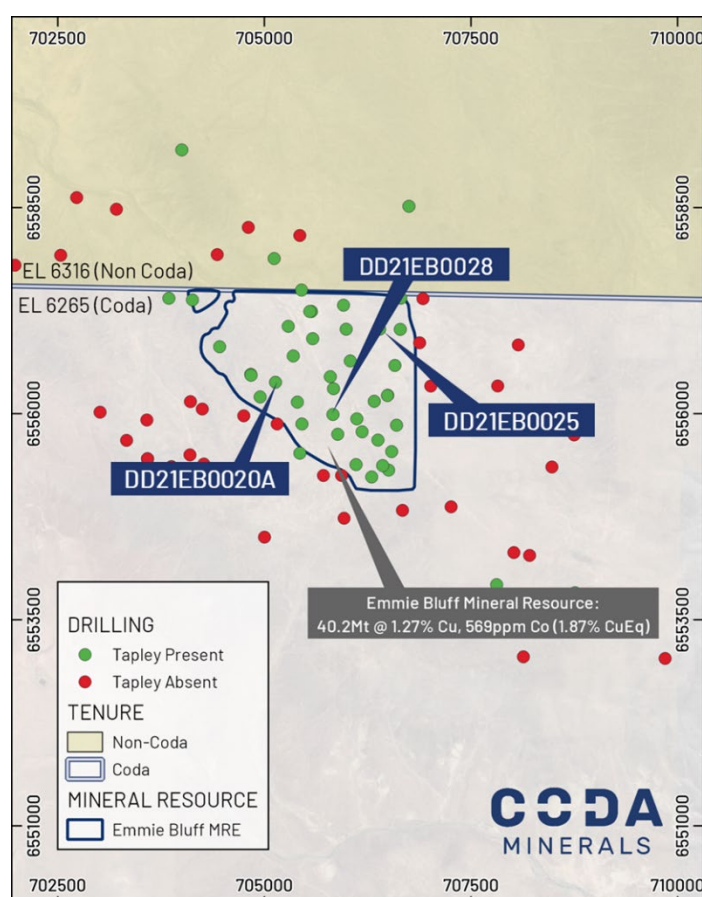 702500
705000
707500
710000
6558500
6558500
DD21EB0028
EL 6316 (Non Coda)
EL 6265 (Coda)
6556000
6556000
DD21EB0025
DD21EB0020A
Emmie Bluff Mineral Resource:
40.2Mt @ 1.27% Cu, 569ppm Co (1.87% CuEq)
6553500
6553500
DRILLING
Tapley Present
Tapley Absent
TENURE
Non-Coda
Coda
MINERAL RESOURCE
Emmie Bluff MRE
6551000
6551000
CODA
MINERALS
702500
705000
707500
710000